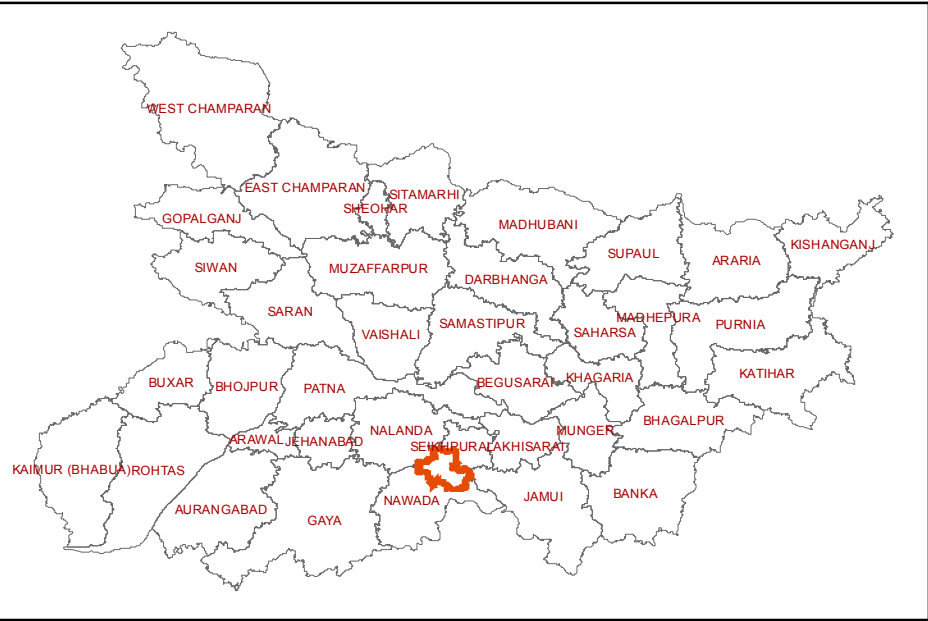 WEST CHAMPARAN
EAST CHAMPARAN
SITAMARHI
SHEOHAR
GOPALGANJ
MADHUBANI
SUPAUL
ARARIA
KISHANGANJ
SIWAN
MUZAFFARPUR
DARBHANGA
SARAN
VAISHALI
SAMASTIPUR
SAHARSA
MADHEPURA
PURNIA
BUXAR
BHOJPUR
PATNA
BEGUSARAI
KHAGARIA
KATIHAR
ARAWAL
JEHANABAD
NALANDA
SEIKHPURA
LAKHISARAI
MUNGER
BHAGALPUR
KAIMUR (BHABUA)
ROHTAS
AURANGABAD
GAYA
NAWADA
JAMUI
BANKA